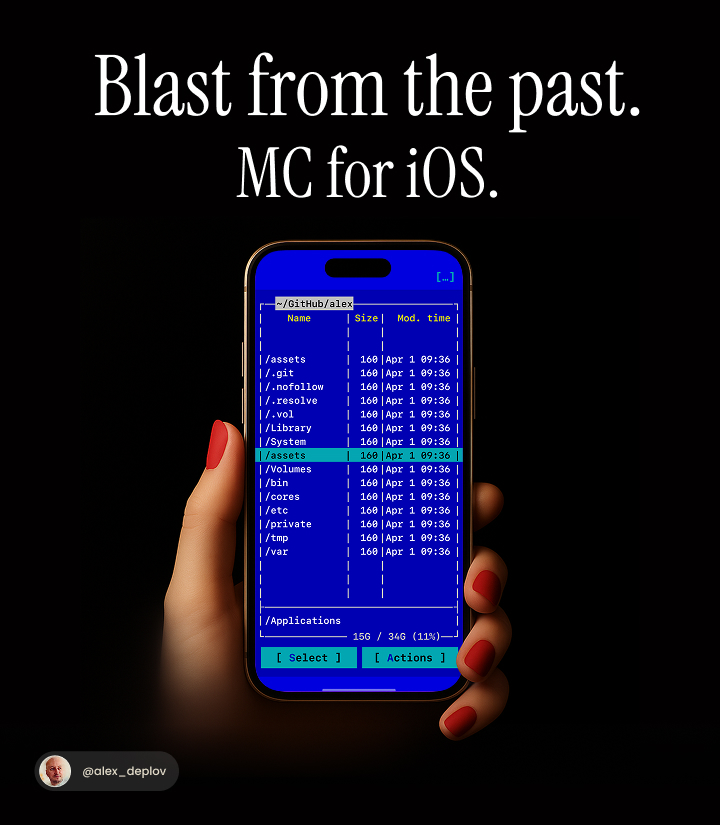 Blast from the past.
MC for iOS.
[…]
~/GitHub/alex
Name Size Mod. time
/assets 160 Apr 1 09:36
/.git 160 Apr 1 09:36
/.nofollow 160 Apr 1 09:36
/.resolve 160 Apr 1 09:36
/.vol 160 Apr 1 09:36
/Library 160 Apr 1 09:36
/System 160 Apr 1 09:36
/assets 160 Apr 1 09:36
/Volumes 160 Apr 1 09:36
/bin 160 Apr 1 09:36
/cores 160 Apr 1 09:36
/etc 160 Apr 1 09:36
/private 160 Apr 1 09:36
/tmp 160 Apr 1 09:36
/var 160 Apr 1 09:36
/Applications
15G / 34G (11%)
[ Select ] [ Actions ]
@alex_deplov